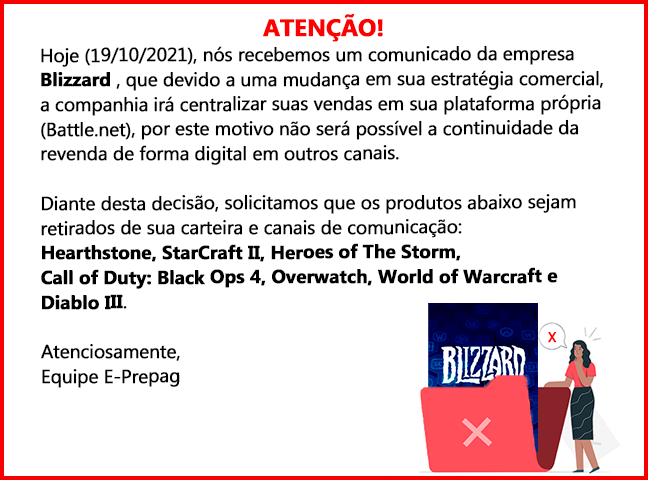 ATENÇÃO!
Hoje (19/10/2021), nós recebemos um comunicado da empresa
Blizzard , que devido a uma mudança em sua estratégia comercial,
a companhia irá centralizar suas vendas em sua plataforma própria
(Battle.net), por este motivo não será possível a continuidade da
revenda de forma digital em outros canais.
Diante desta decisão, solicitamos que os produtos abaixo sejam
retirados de sua carteira e canais de comunicação:
Hearthstone, StarCraft II, Heroes of The Storm,
Call of Duty: Black Ops 4, Overwatch, World of Warcraft e
Diablo III.
Atenciosamente,
Equipe E-Prepag
BLIZZARD
X